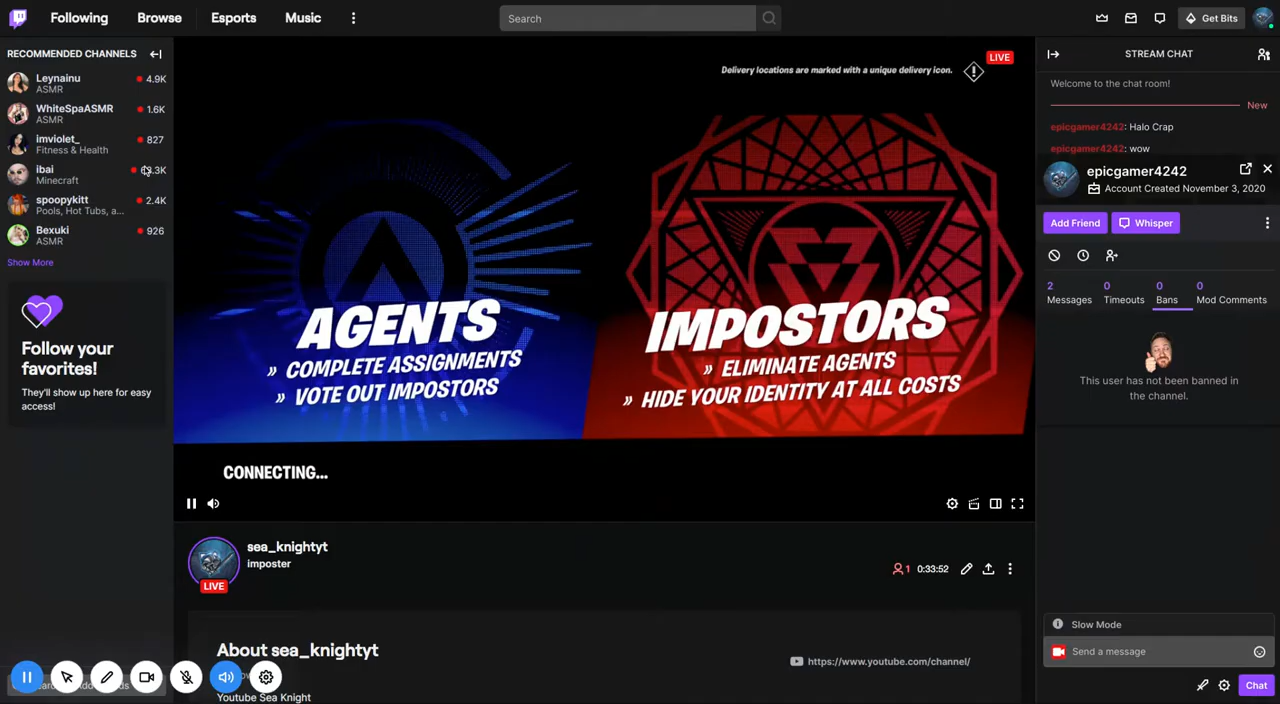 Following
Browse
Esports
Music
Search
Get Bits
RECOMMENDED CHANNELS
Leynainu
ASMR
4.9K
WhiteSpaASMR
ASMR
1.6K
imviolet_
Fitness & Health
827
ibai
Minecraft
spoopykitt
Pools, Hot Tubs, a...
2.4K
Bexuki
ASMR
926
Show More
Follow your
favorites!
They'll show up here for easy
access!
Delivery locations are marked with a unique delivery icon.
LIVE
AGENTS
» COMPLETE ASSIGNMENTS
» VOTE OUT IMPOSTORS
IMPOSTORS
» ELIMINATE AGENTS
» HIDE YOUR IDENTITY AT ALL COSTS
CONNECTING...
sea_knightyt
imposter
LIVE
1
0:33:52
About sea_knightyt
https://www.youtube.com/channel/
Youtube Sea Knight
STREAM CHAT
Welcome to the chat room!
New
epicgamer4242: Halo Crap
epicgamer4242: wow
epicgamer4242
Account Created November 3, 2020
Add Friend
Whisper
2
Messages
0
Timeouts
0
Bans
0
Mod Comments
This user has not been banned in
the channel.
Slow Mode
Send a message
Chat